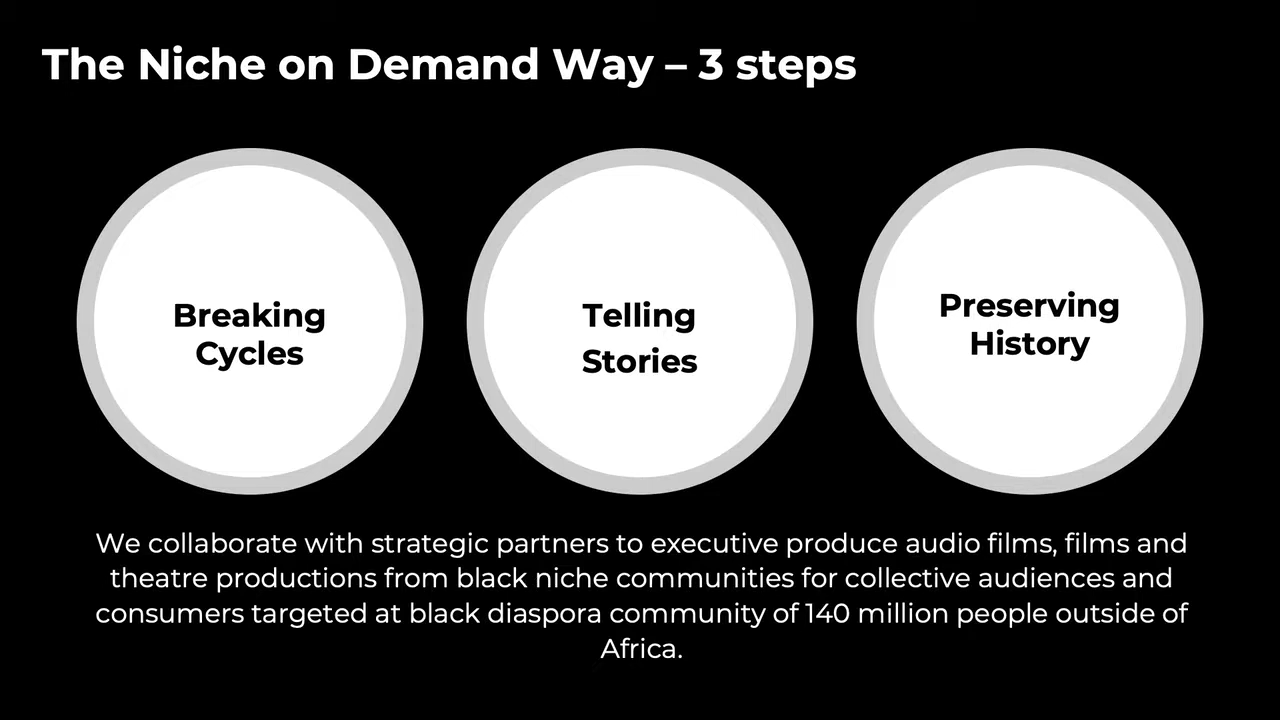 The Niche on Demand Way – 3 steps
Breaking
Cycles
Telling
Stories
Preserving
History
We collaborate with strategic partners to executive produce audio films, films and
theatre productions from black niche communities for collective audiences and
consumers targeted at black diaspora community of 140 million people outside of
Africa.